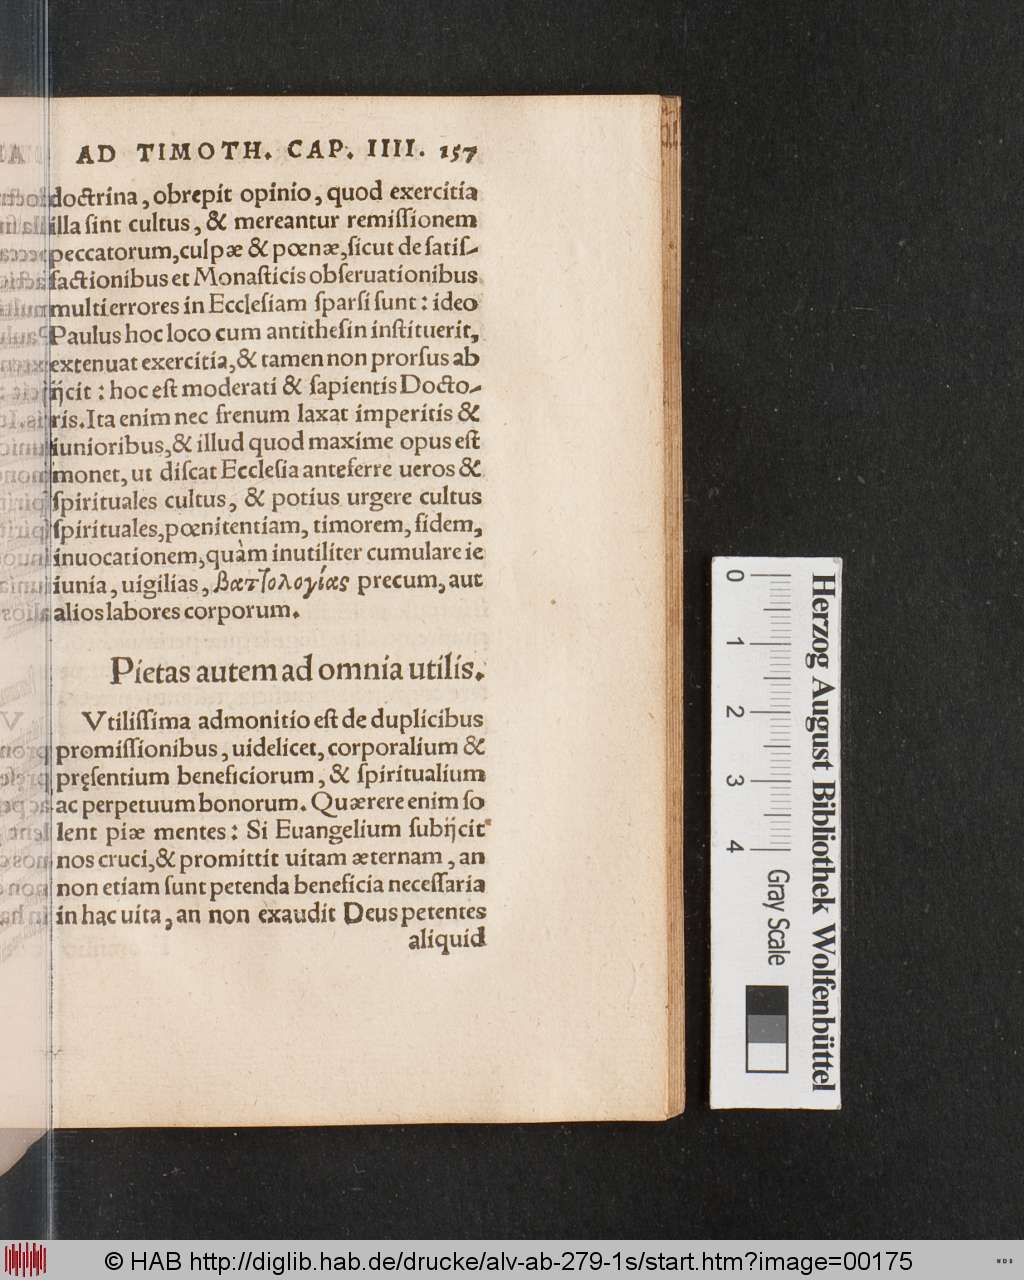 AD TIMOTH. CAP. IIII. 157
doctrina, obrepit opinio, quod exercitia
illa sint cultus, & mereantur remissionem
peccatorum, culpæ & pœnæ, sicut de satis-
factionibus et Monasticis obseruationibus
multi errores in Ecclesiam sparsi sunt: ideo
Paulus hoc loco cum antithesin instituerit,
extenuat exercitia, & tamen non prorsus ab
ijcit: hoc est moderati & sapientis Docto-
ris. Ita enim nec frenum laxat imperitis &
iunioribus, & illud quod maxime opus est
monet, ut discat Ecclesia anteferre ueros &
spirituales cultus, & potius urgere cultus
spirituales, pœnitentiam, timorem, fidem,
inuocationem, quàm inutiliter cumulare ie
iunia, uigilias, βαττολογίας precum, aut
alios labores corporum.
Pietas autem ad omnia utilis.
Vtilissima admonitio est de duplicibus
promissionibus, uidelicet, corporalium &
pręsentium beneficiorum, & spiritualium
ac perpetuum bonorum. Quærere enim so
lent piæ mentes: Si Euangelium subijcit
nos cruci, & promittit uitam æternam, an
non etiam sunt petenda beneficia necessaria
in hac uita, an non exaudit Deus petentes
aliquid
Herzog August Bibliothek Wolfenbüttel
0 1 2 3 4 Gray Scale
© HAB http://diglib.hab.de/drucke/alv-ab-279-1s/start.htm?image=00175